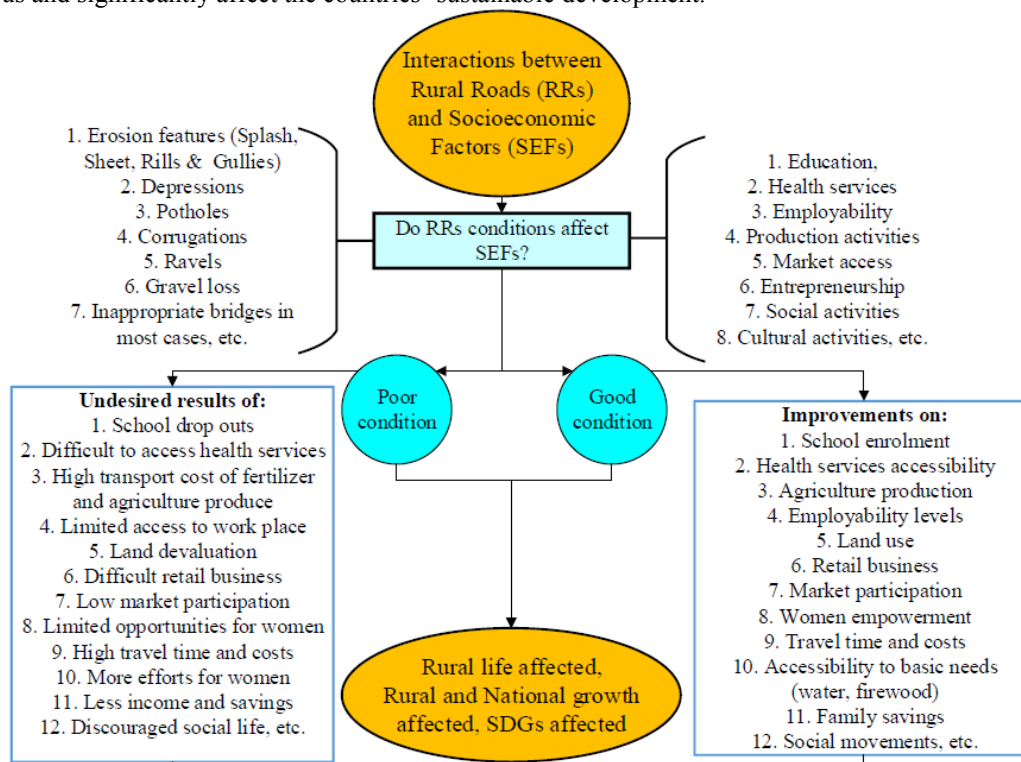 us and significantly affect the countries' sustainable development.
Interactions between
Rural Roads (RRs)
and Socioeconomic
Factors (SEFs)
1. Erosion features (Splash,
Sheet, Rills & Gullies)
2. Depressions
3. Potholes
4. Corrugations
5. Ravels
6. Gravel loss
7. Inappropriate bridges in
most cases, etc.
Do RRs conditions affect
SEFs?
1. Education,
2. Health services
3. Employability
4. Production activities
5. Market access
6. Entrepreneurship
7. Social activities
8. Cultural activities, etc.
Poor
condition
Good
condition
Undesired results of:
1. School drop outs
2. Difficult to access health services
3. High transport cost of fertilizer
and agriculture produce
4. Limited access to work place
5. Land devaluation
6. Difficult retail business
7. Low market participation
8. Limited opportunities for women
9. High travel time and costs
10. More efforts for women
11. Less income and savings
12. Discouraged social life, etc.
Improvements on:
1. School enrolment
2. Health services accessibility
3. Agriculture production
4. Employability levels
5. Land use
6. Retail business
7. Market participation
8. Women empowerment
9. Travel time and costs
10. Accessibility to basic needs
(water, firewood)
11. Family savings
12. Social movements, etc.
Rural life affected,
Rural and National growth
affected, SDGs affected